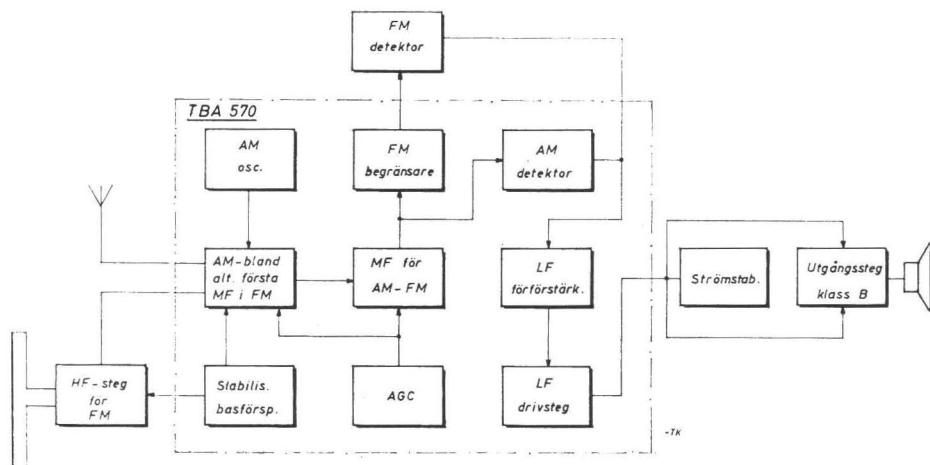 FM
detektor
TBA 570
AM
osc.
FM
begränsare
AM
detektor
AM-bland
alt. första
MF i FM
MF för
AM-FM
LF
förförstärk.
Strömstab.
Utgångssteg
klass B
HF-steg
for
FM
Stabilis.
basförsp.
AGC
LF
drivsteg
-TK